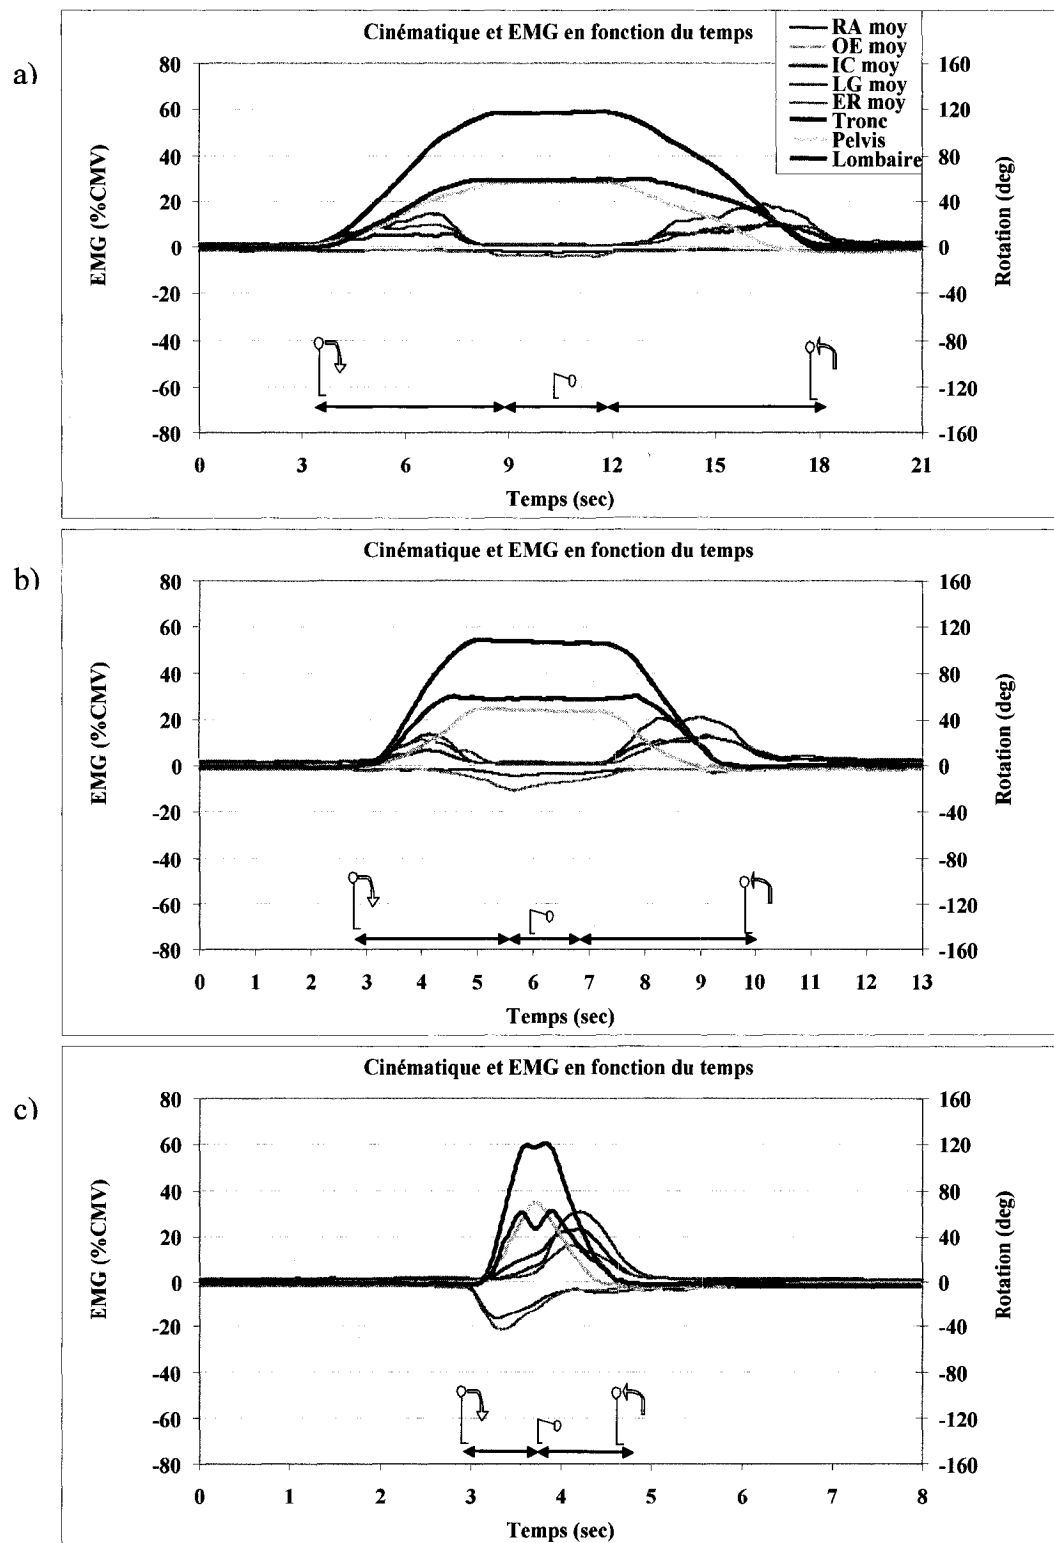 a)
Cinématique et EMG en fonction du temps
RA moy
OE moy
IC moy
LG moy
ER moy
Tronc
Pelvis
Lombaire
EMG (%CMV)
80
60
40
20
0
-20
-40
-60
-80
Rotation (deg)
160
120
80
40
0
-40
-80
-120
-160
0 3 6 9 12 15 18 21
Temps (sec)
b)
Cinématique et EMG en fonction du temps
EMG (%CMV)
80
60
40
20
0
-20
-40
-60
-80
Rotation (deg)
160
120
80
40
0
-40
-80
-120
-160
0 1 2 3 4 5 6 7 8 9 10 11 12 13
Temps (sec)
c)
Cinématique et EMG en fonction du temps
EMG (%CMV)
80
60
40
20
0
-20
-40
-60
-80
Rotation (deg)
160
120
80
40
0
-40
-80
-120
-160
0 1 2 3 4 5 6 7 8
Temps (sec)